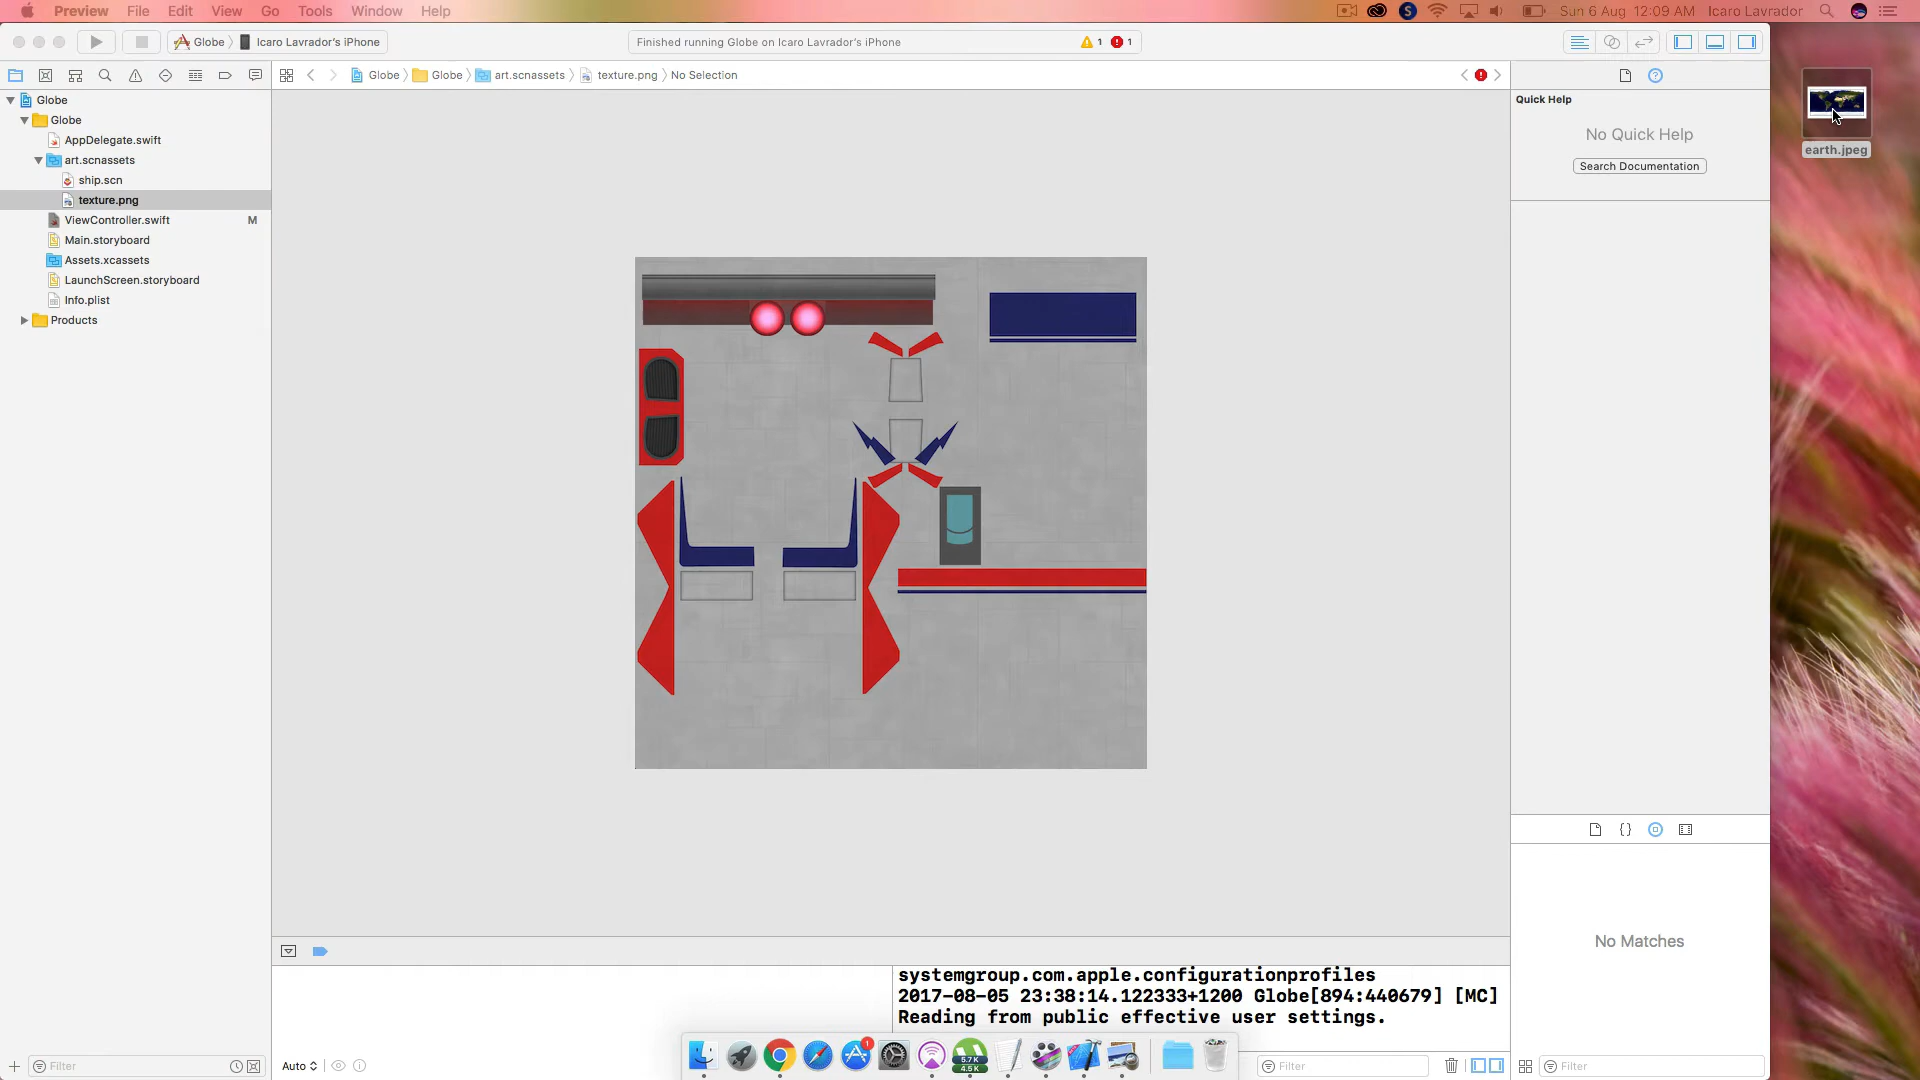 Preview File Edit View Go Tools Window Help
Sun 6 Aug 12:09 AM Icaro Lavrador
Globe Icaro Lavrador's iPhone
Finished running Globe on Icaro Lavrador's iPhone
1 1
Globe Globe art.scnassets texture.png No Selection
Quick Help
No Quick Help
Search Documentation
earth.jpeg
Globe
Globe
AppDelegate.swift
art.scnassets
ship.scn
texture.png
ViewController.swift M
Main.storyboard
Assets.xcassets
LaunchScreen.storyboard
Info.plist
Products
No Matches
systemgroup.com.apple.configurationprofiles
2017-08-05 23:38:14.122333+1200 Globe[894:440679] [MC]
Reading from public effective user settings.
1
5.7 K
4.5 K
Filter
Auto
Filter
Filter